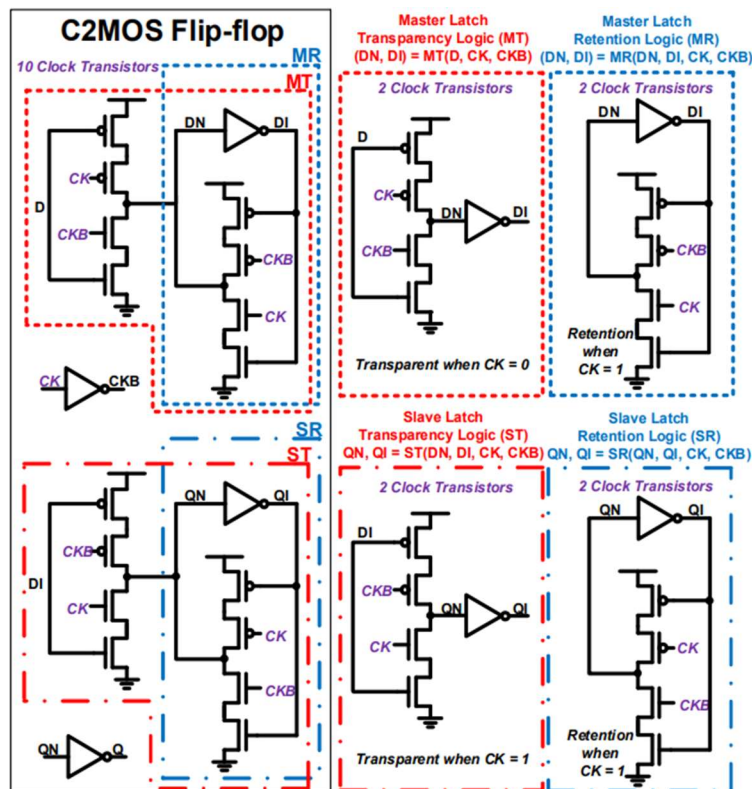 C2MOS Flip-flop
10 Clock Transistors
MR
MT
DN
DI
CK
D
CKB
CKB
CK
CK
CKB
SR
ST
QN
QI
CKB
DI
CK
CK
CKB
QN
Q
Master Latch
Transparency Logic (MT)
(DN, DI) = MT(D, CK, CKB)
2 Clock Transistors
D
CK
DN
DI
CKB
Transparent when CK = 0
Master Latch
Retention Logic (MR)
(DN, DI) = MR(DN, DI, CK, CKB)
2 Clock Transistors
DN
DI
CKB
CK
Retention
when
CK = 1
Slave Latch
Transparency Logic (ST)
QN, QI = ST(DN, DI, CK, CKB)
2 Clock Transistors
DI
CKB
QN
QI
CK
Transparent when CK = 1
Slave Latch
Retention Logic (SR)
QN, QI = SR(QN, QI, CK, CKB)
2 Clock Transistors
QN
QI
CK
CKB
Retention
when
CK = 1